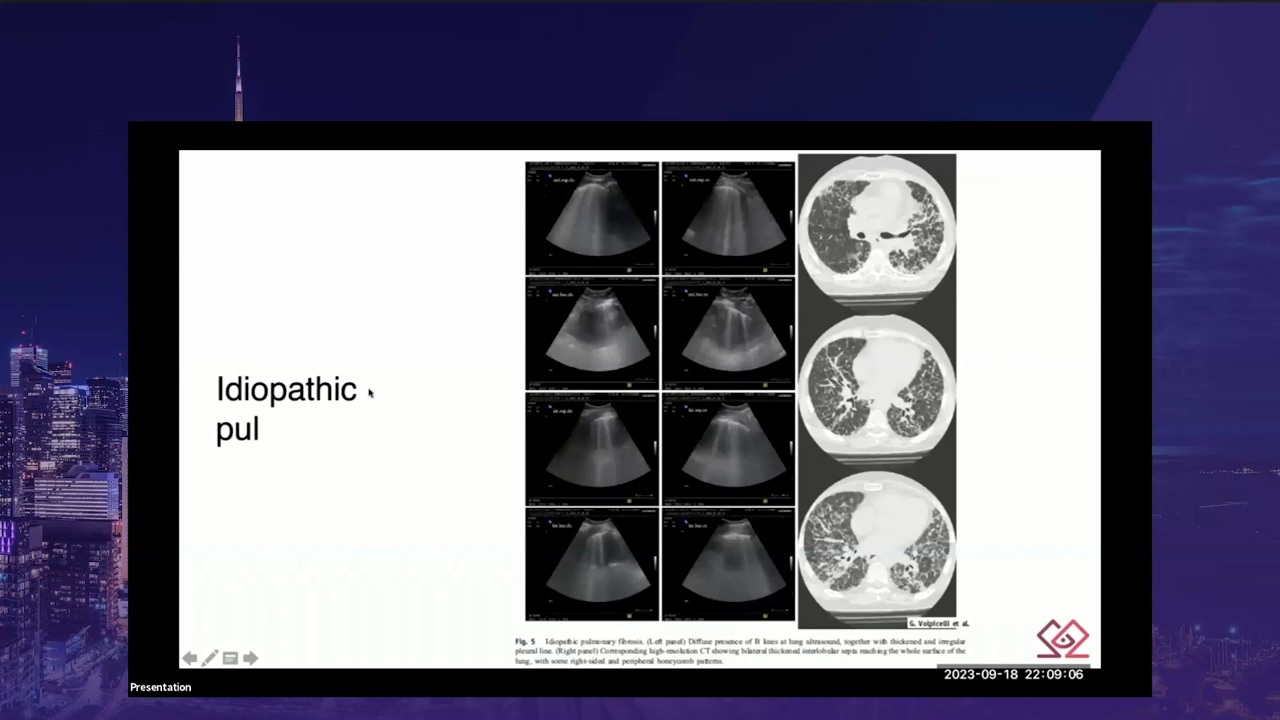 Idiopathic
pul
G. Volpicelli et al.
Fig. 5 Idiopathic pulmonary fibrosis. (Left panel) Diffuse presence of B lines at lung ultrasound, together with thickened and irregular
pleural line. (Right panel) Corresponding high-resolution CT showing bilateral thickened interlobular septa reaching the whole surface of the
lung, with some right-sided and peripheral honeycomb patterns.
2023-09-18 22:09:06
Presentation